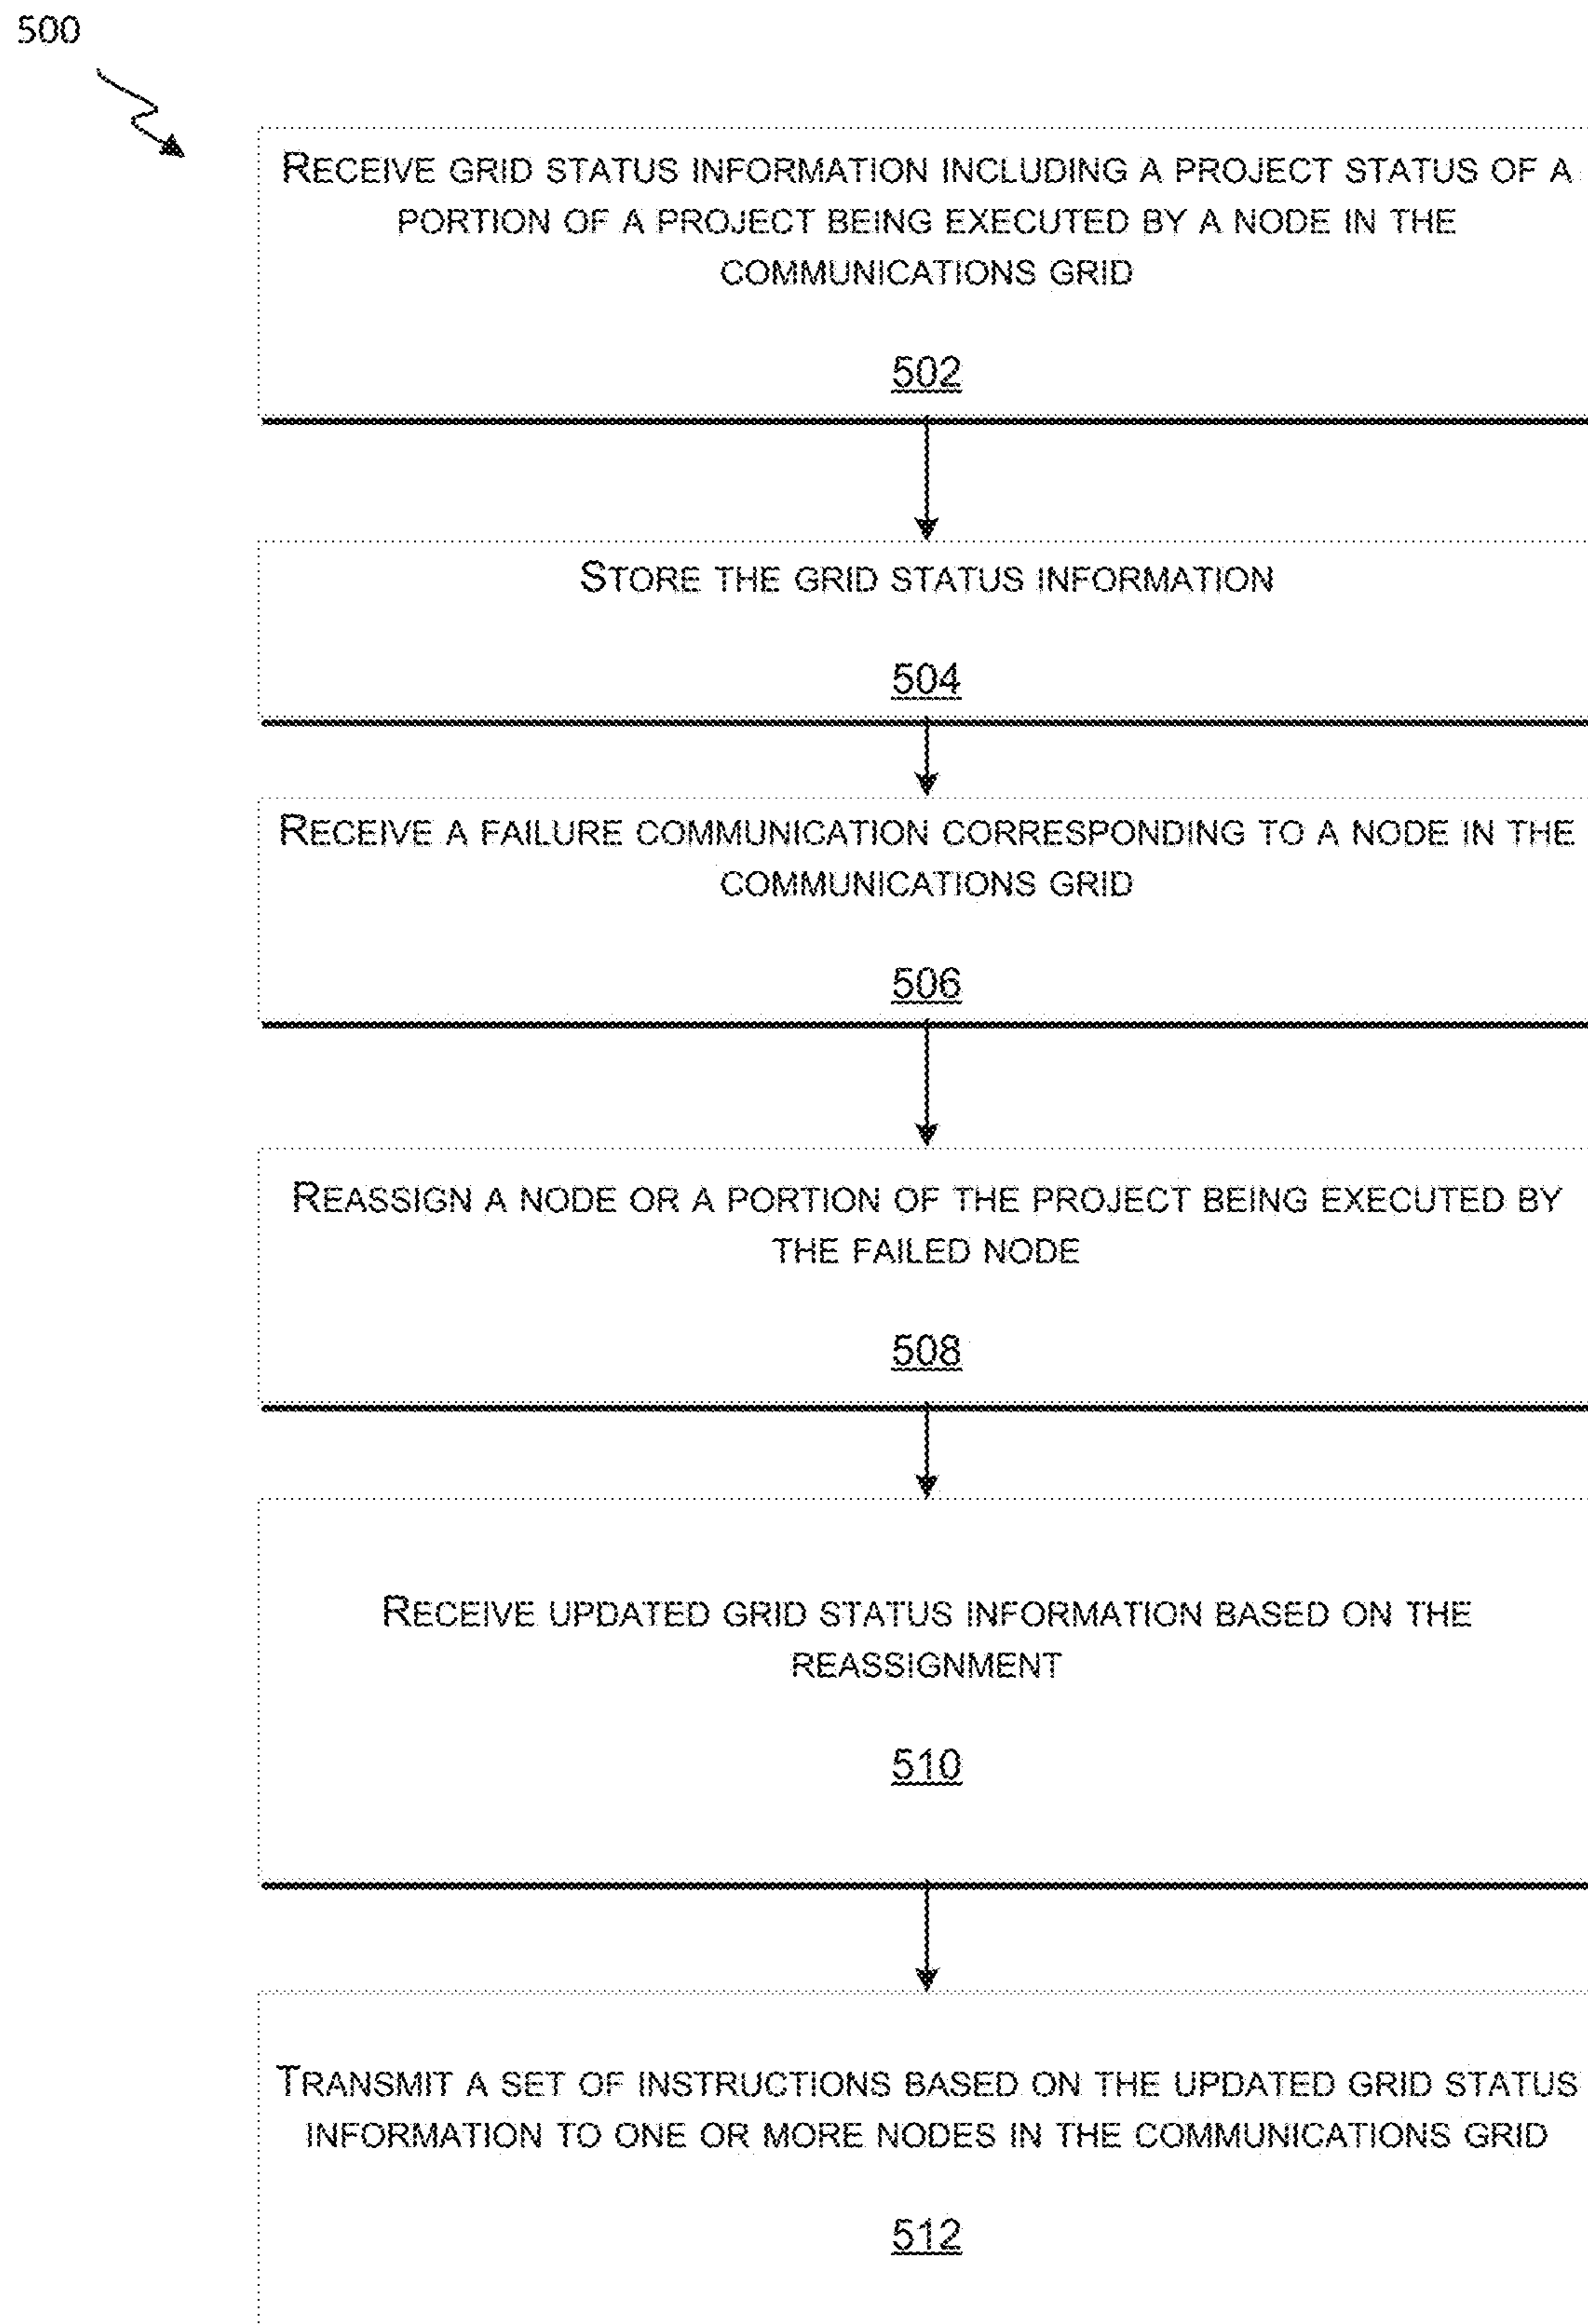 500
RECEIVE GRID STATUS INFORMATION INCLUDING A PROJECT STATUS OF A
PORTION OF A PROJECT BEING EXECUTED BY A NODE IN THE
COMMUNICATIONS GRID
502
STORE THE GRID STATUS INFORMATION
504
RECEIVE A FAILURE COMMUNICATION CORRESPONDING TO A NODE IN THE
COMMUNICATIONS GRID
506
REASSIGN A NODE OR A PORTION OF THE PROJECT BEING EXECUTED BY
THE FAILED NODE
508
RECEIVE UPDATED GRID STATUS INFORMATION BASED ON THE
REASSIGNMENT
510
TRANSMIT A SET OF INSTRUCTIONS BASED ON THE UPDATED GRID STATUS
INFORMATION TO ONE OR MORE NODES IN THE COMMUNICATIONS GRID
512